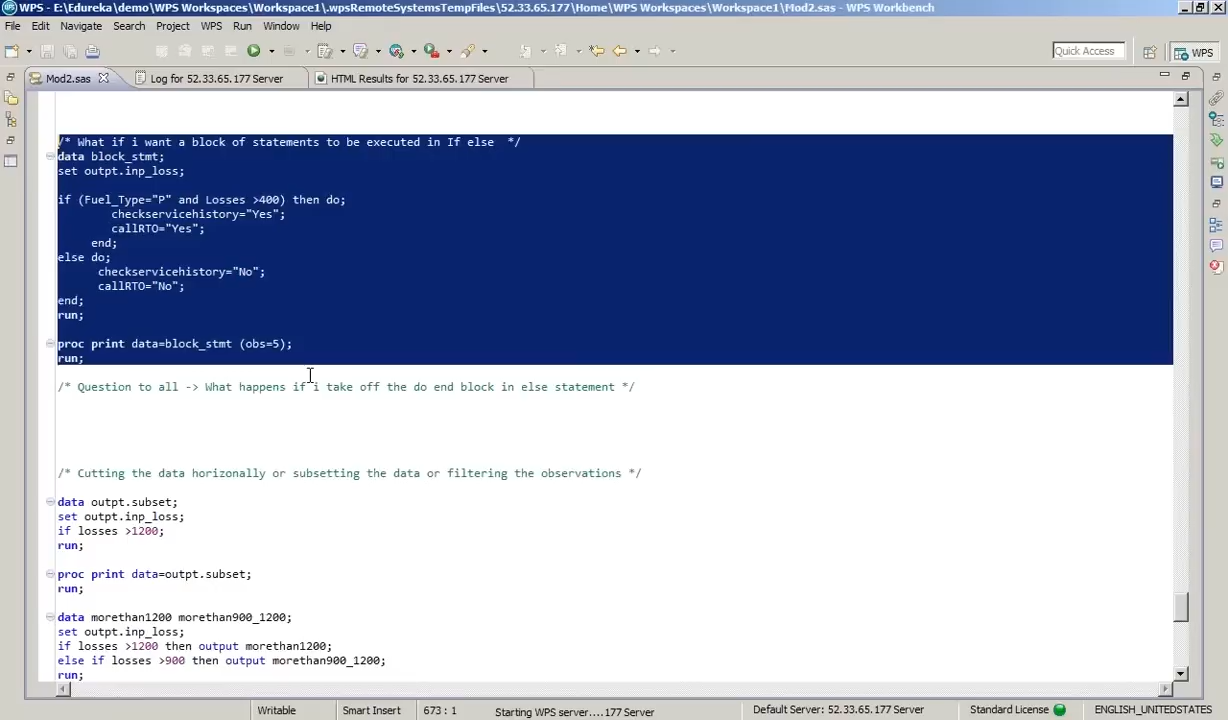 WPS - E:\Edureka\demo\WPS Workspaces\Workspace1\.wpsRemoteSystemsTempFiles\52.33.65.177\Home\WPS Workspaces\Workspace1\Mod2.sas - WPS Workbench
File Edit Navigate Search Project WPS Run Window Help
Quick Access WPS
Mod2.sas Log for 52.33.65.177 Server HTML Results for 52.33.65.177 Server
/* What if i want a block of statements to be executed in If else */
data block_stmt;
set outpt.inp_loss;
if (Fuel_Type="P" and Losses >400) then do;
checkservicehistory="Yes";
callRTO="Yes";
end;
else do;
checkservicehistory="No";
callRTO="No";
end;
run;
proc print data=block_stmt (obs=5);
run;
/* Question to all -> What happens if i take off the do end block in else statement */
/* Cutting the data horizonally or subsetting the data or filtering the observations */
data outpt.subset;
set outpt.inp_loss;
if losses >1200;
run;
proc print data=outpt.subset;
run;
data morethan1200 morethan900_1200;
set outpt.inp_loss;
if losses >1200 then output morethan1200;
else if losses >900 then output morethan900_1200;
run;
Writable Smart Insert 673 : 1 Starting WPS server....177 Server Default Server: 52.33.65.177 Server Standard License ENGLISH_UNITEDSTATES